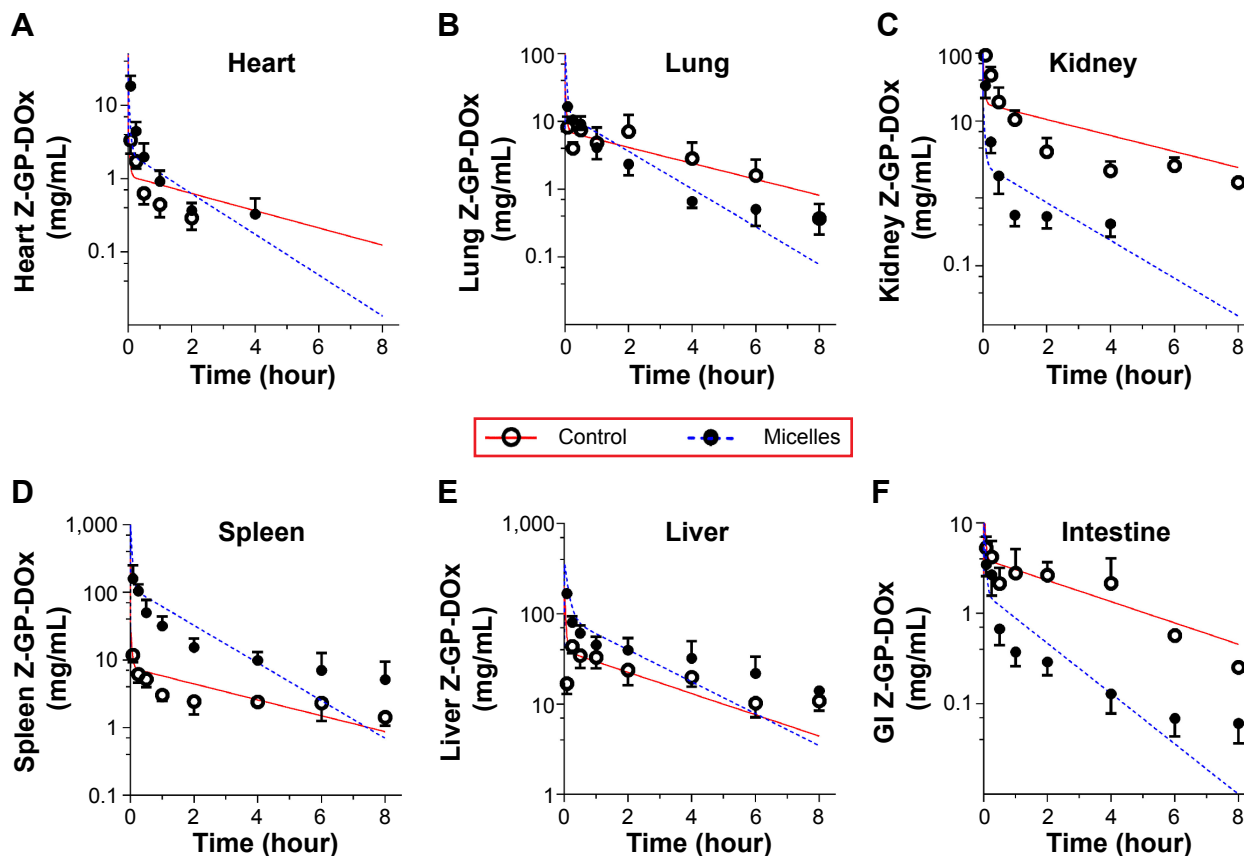 A
Heart
Heart Z-GP-DOx
(mg/mL)
10
1
0.1
0 2 4 6 8
Time (hour)
B
Lung
Lung Z-GP-DOx
(mg/mL)
100
10
1
0.1
0
0 2 4 6 8
Time (hour)
C
Kidney
Kidney Z-GP-DOx
(mg/mL)
100
10
1
0.1
0 2 4 6 8
Time (hour)
Control Micelles
D
Spleen
Spleen Z-GP-DOx
(mg/mL)
1,000
100
10
1
0.1
0 2 4 6 8
Time (hour)
E
Liver
Liver Z-GP-DOx
(mg/mL)
1,000
100
10
1
0 2 4 6 8
Time (hour)
F
Intestine
GI Z-GP-DOx
(mg/mL)
10
1
0.1
1
0 2 4 6 8
Time (hour)